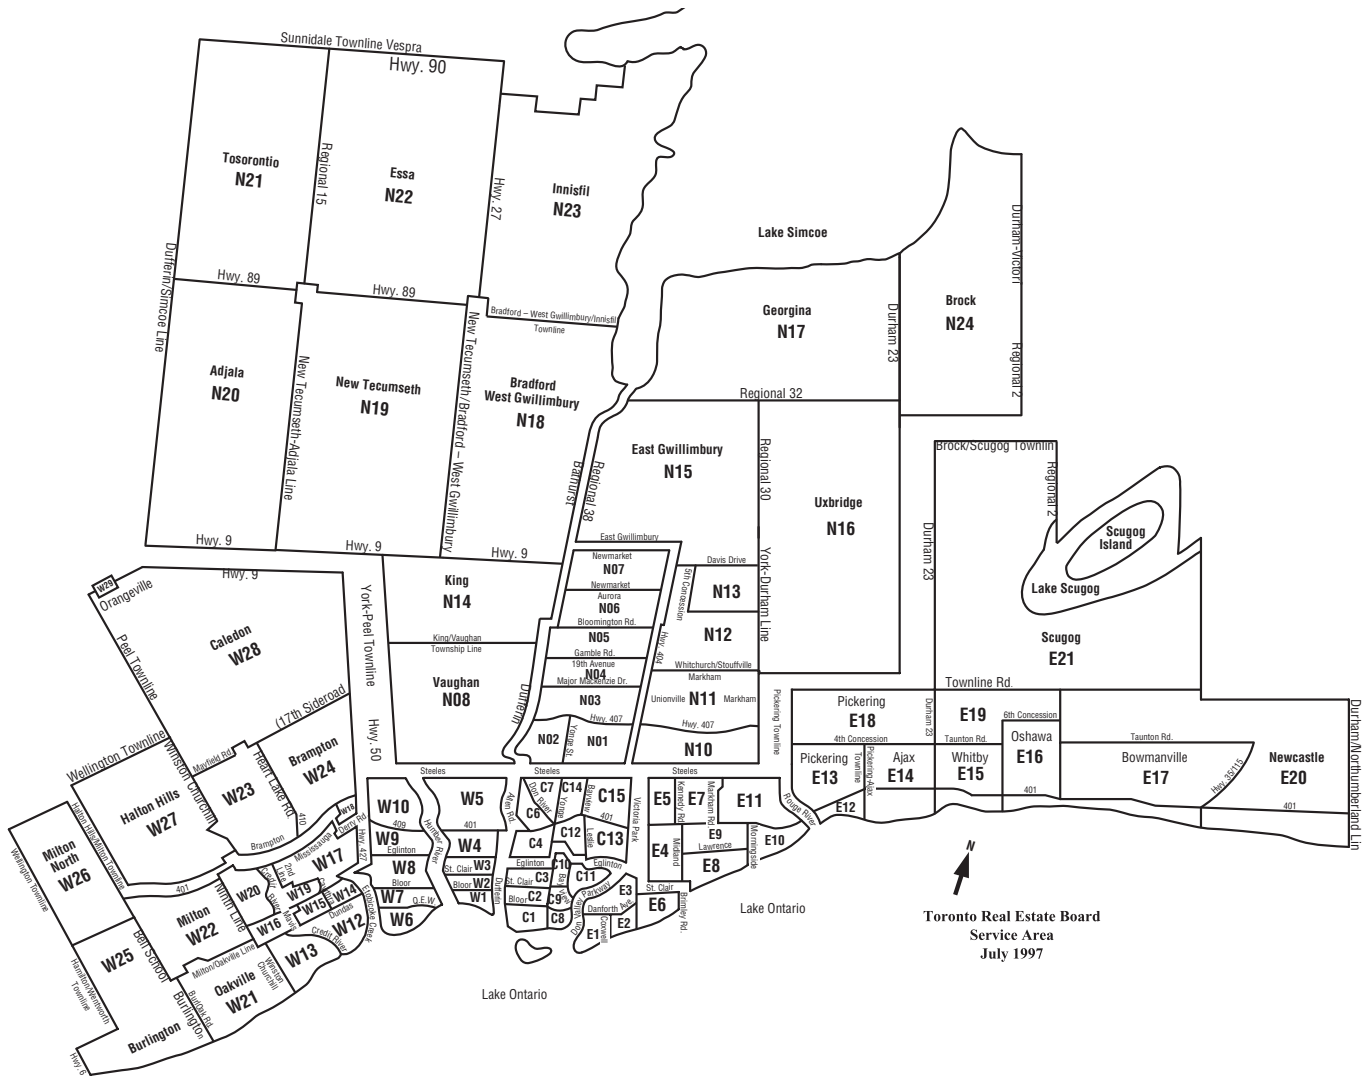 Sunnidale Townline Vespra
Hwy. 90
Tosorontio
N21
Regional 15
Essa
N22
Hwy. 27
Innisfil
N23
Lake Simcoe
Dufferin/Simcoe Line
Hwy. 89
Hwy. 89
Bradford – West Gwillimbury/Innisfil
Townline
Georgina
N17
Durham 23
Brock
N24
Durham-Victori
Regional 2
Adjala
N20
New Tecumseth-Adjala Line
New Tecumseth
N19
New Tecumseth/Bradford – West Gwillimbury
Bradford
West Gwillimbury
N18
Regional 32
Bathurst
Regional 38
East Gwillimbury
N15
Regional 30
Uxbridge
N16
Brock/Scugog Townlin
Regional 2
Durham 23
Scugog
Island
Lake Scugog
Scugog
E21
Hwy. 9
Hwy. 9
Hwy. 9
East Gwillimbury
Newmarket
N07
Newmarket
Aurora
N06
Bloomington Rd.
N05
Gamble Rd.
19th Avenue
N04
Major Mackenzie Dr.
N03
Hwy. 407
N02
Yonge St.
N01
Davis Drive
5th Concession
N13
York-Durham Line
N12
Hwy. 404
Whitchurch/Stouffville
Markham
Unionville
N11
Markham
Hwy. 407
N10
Hwy. 9
W29
Orangeville
Peel Townline
Caledon
W28
York-Peel Townline
Hwy. 50
King
N14
King/Vaughan
Township Line
Vaughan
N08
Dufferin
(17th Sideroad
Wellington Townline
Winston Churchill
Mayfield Rd
Heart Lake Rd
Brampton
W24
W23
410
Halton Hills
W27
Halton Hills/Milton Townline
Milton
North
W26
Wellington Townline
Brampton
401
W18
Derry Rd
Hwy. 427
Mississauga
W17
2nd
Line
Credit
River
W20
W19
Mavis
W15
W14
Dundas
W16
Credit River
W12
Etobicoke Creek
W13
Ninth Line
Milton
W22
Milton/Oakville Line
Winston
Churchill
Oakville
W21
BurlOak Rd.
Burlington
Bell School
W25
Hamilton/Wentworth
Townline
Burlington
Hwy. 6
Steeles
Steeles
Steeles
W10
409
W9
Eglinton
W8
Bloor
W7
Q.E.W.
W6
Humber River
W5
Allen Rd.
401
W4
St. Clair
W3
Bloor
W2
W1
Dufferin
C7
Don River
C6
C14
Yonge
Bayview
C15
401
C4
C12
Leslie
C13
Victoria Park
Eglinton
C10
Eglinton
St. Clair
C3
Bay
view
C11
Bloor
C2
C9
C1
C8
Don Valley Parkway
E3
Danforth Ave.
E1
Coxwell
E2
St. Clair
E6
Brimley Rd
E5
Kennedy Rd
E7
Markham Rd
E11
E4
Midland
E9
Lawrence
E8
Morningside
E10
Rouge River
Pickering Townline
Townline Rd.
Pickering
E18
Durham 23
E19
6th Concession
Oshawa
E16
4th Concession
Taunton Rd.
Taunton Rd.
Pickering
E13
Townline
Pickering-Ajax
Ajax
E14
Whitby
E15
Bowmanville
E17
Hwy. 35/115
Newcastle
E20
E12
401
401
Durham/Northumberland Lin
Lake Ontario
Lake Ontario
N
Toronto Real Estate Board
Service Area
July 1997